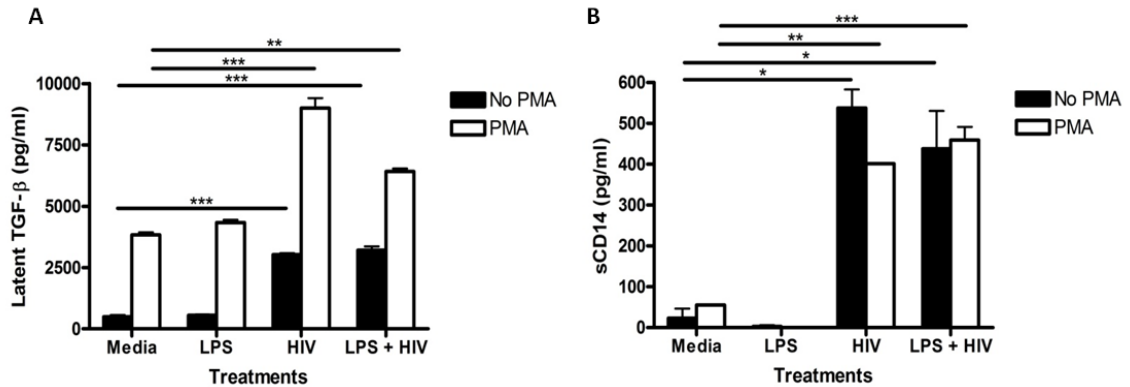 A
**
***
***
10000
7500
5000
2500
0
***
Latent TGF-β (pg/ml)
No PMA
PMA
Media LPS HIV LPS + HIV
Treatments
B
***
**
*
*
600
500
400
300
200
100
0
sCD14 (pg/ml)
No PMA
PMA
Media LPS HIV LPS + HIV
Treatments